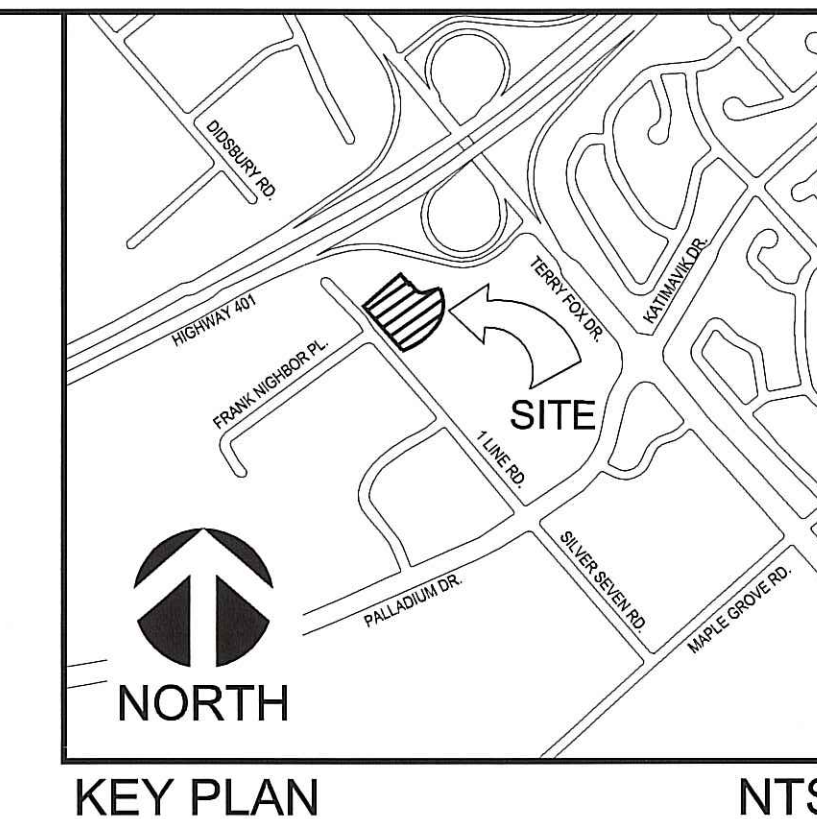 DIDSBURY RD.
HIGHWAY 401
TERRY FOX DR.
KATIMAVIK DR.
FRANK NIGHBOR PL.
SITE
1 LINE RD.
SILVER SEVEN RD.
MAPLE GROVE RD.
PALLADIUM DR.
NORTH
KEY PLAN NTS